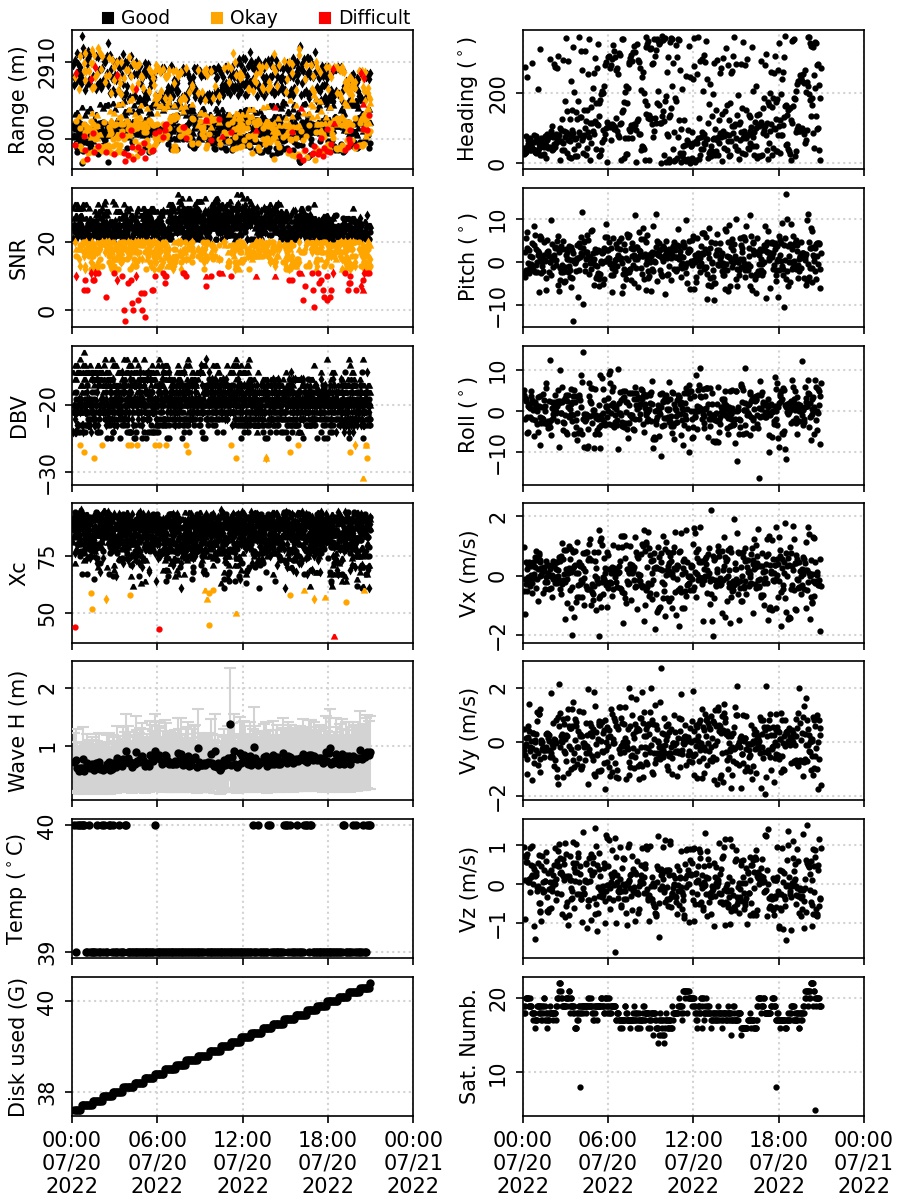 Good Okay Difficult
Range (m)
2910
2800
Heading (°)
200
0
SNR
20
0
Pitch (°)
10
0
−10
DBV
−20
−30
Roll (°)
10
0
−10
Xc
75
50
Vx (m/s)
2
0
−2
Wave H (m)
2
1
Vy (m/s)
2
0
−2
Temp (°C)
40
39
Vz (m/s)
1
0
−1
Disk used (G)
40
38
Sat. Numb.
20
10
00:00 06:00 12:00 18:00 00:00
07/20 07/20 07/20 07/20 07/21
2022 2022 2022 2022 2022
00:00 06:00 12:00 18:00 00:00
07/20 07/20 07/20 07/20 07/21
2022 2022 2022 2022 2022